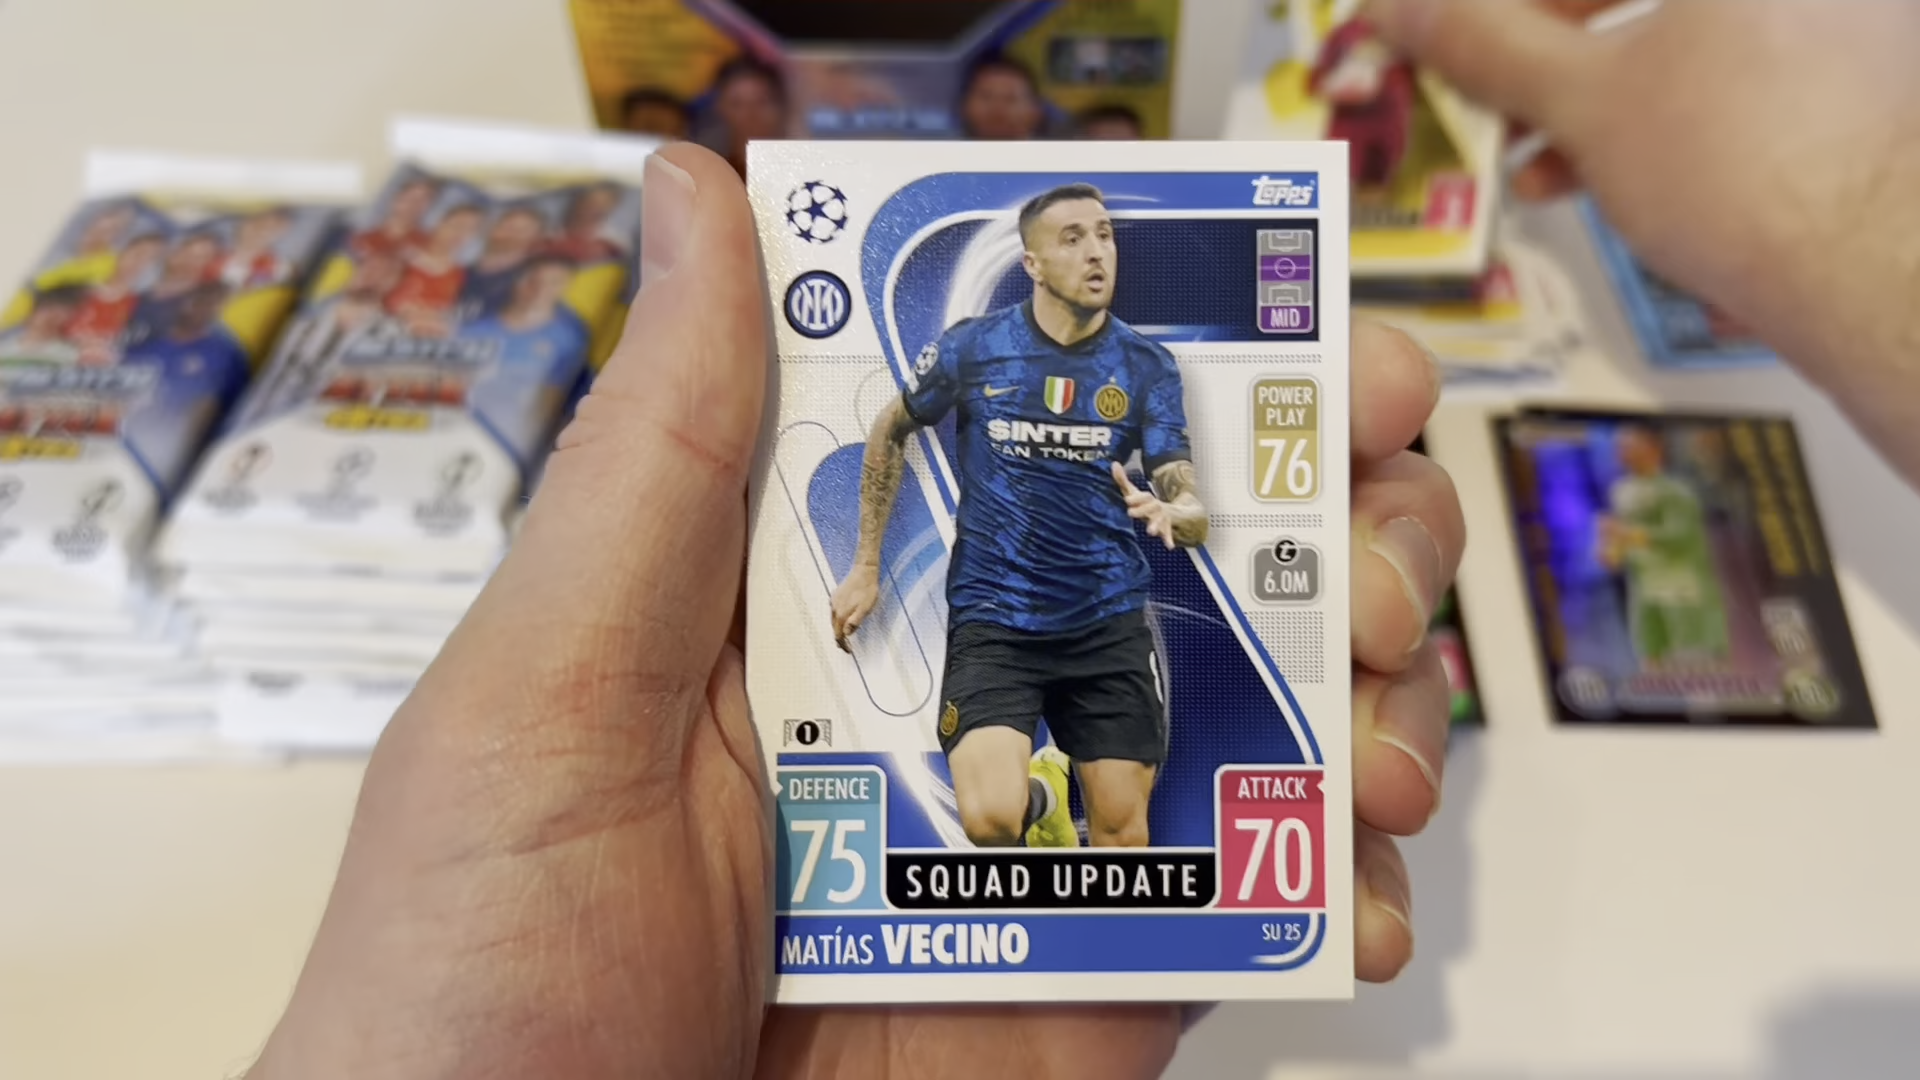 topps
MID
POWER
PLAY
76
$INTER
FAN TOKEN
6.0M
1
DEFENCE
75
ATTACK
70
SQUAD UPDATE
MATÍAS VECINO
SU 25